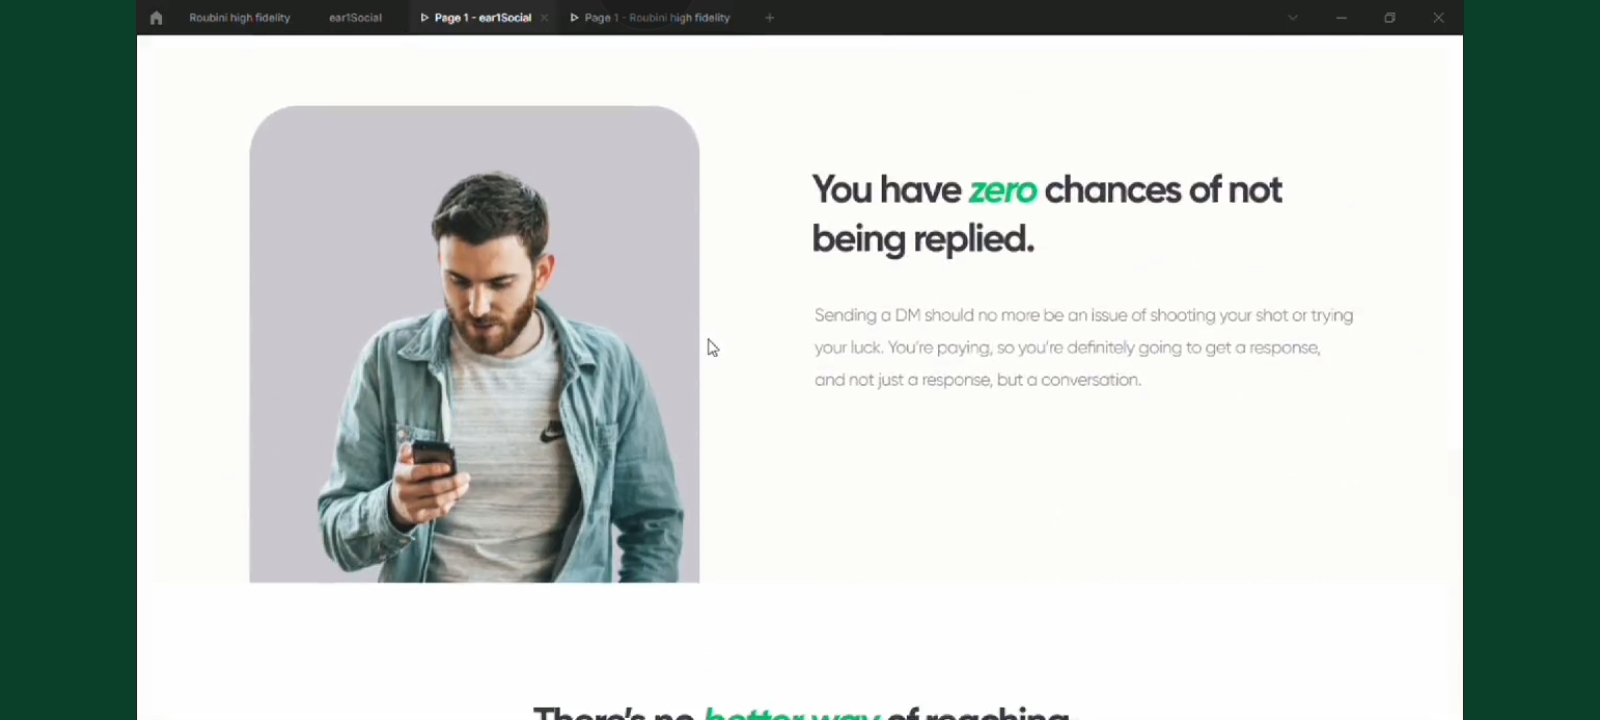 Roubini high fidelity
ear1Social
Page 1 - ear1Social
Page 1 - Roubini high fidelity
You have zero chances of not
being replied.
Sending a DM should no more be an issue of shooting your shot or trying
your luck. You're paying, so you're definitely going to get a response,
and not just a response, but a conversation.
There's no better way of reaching